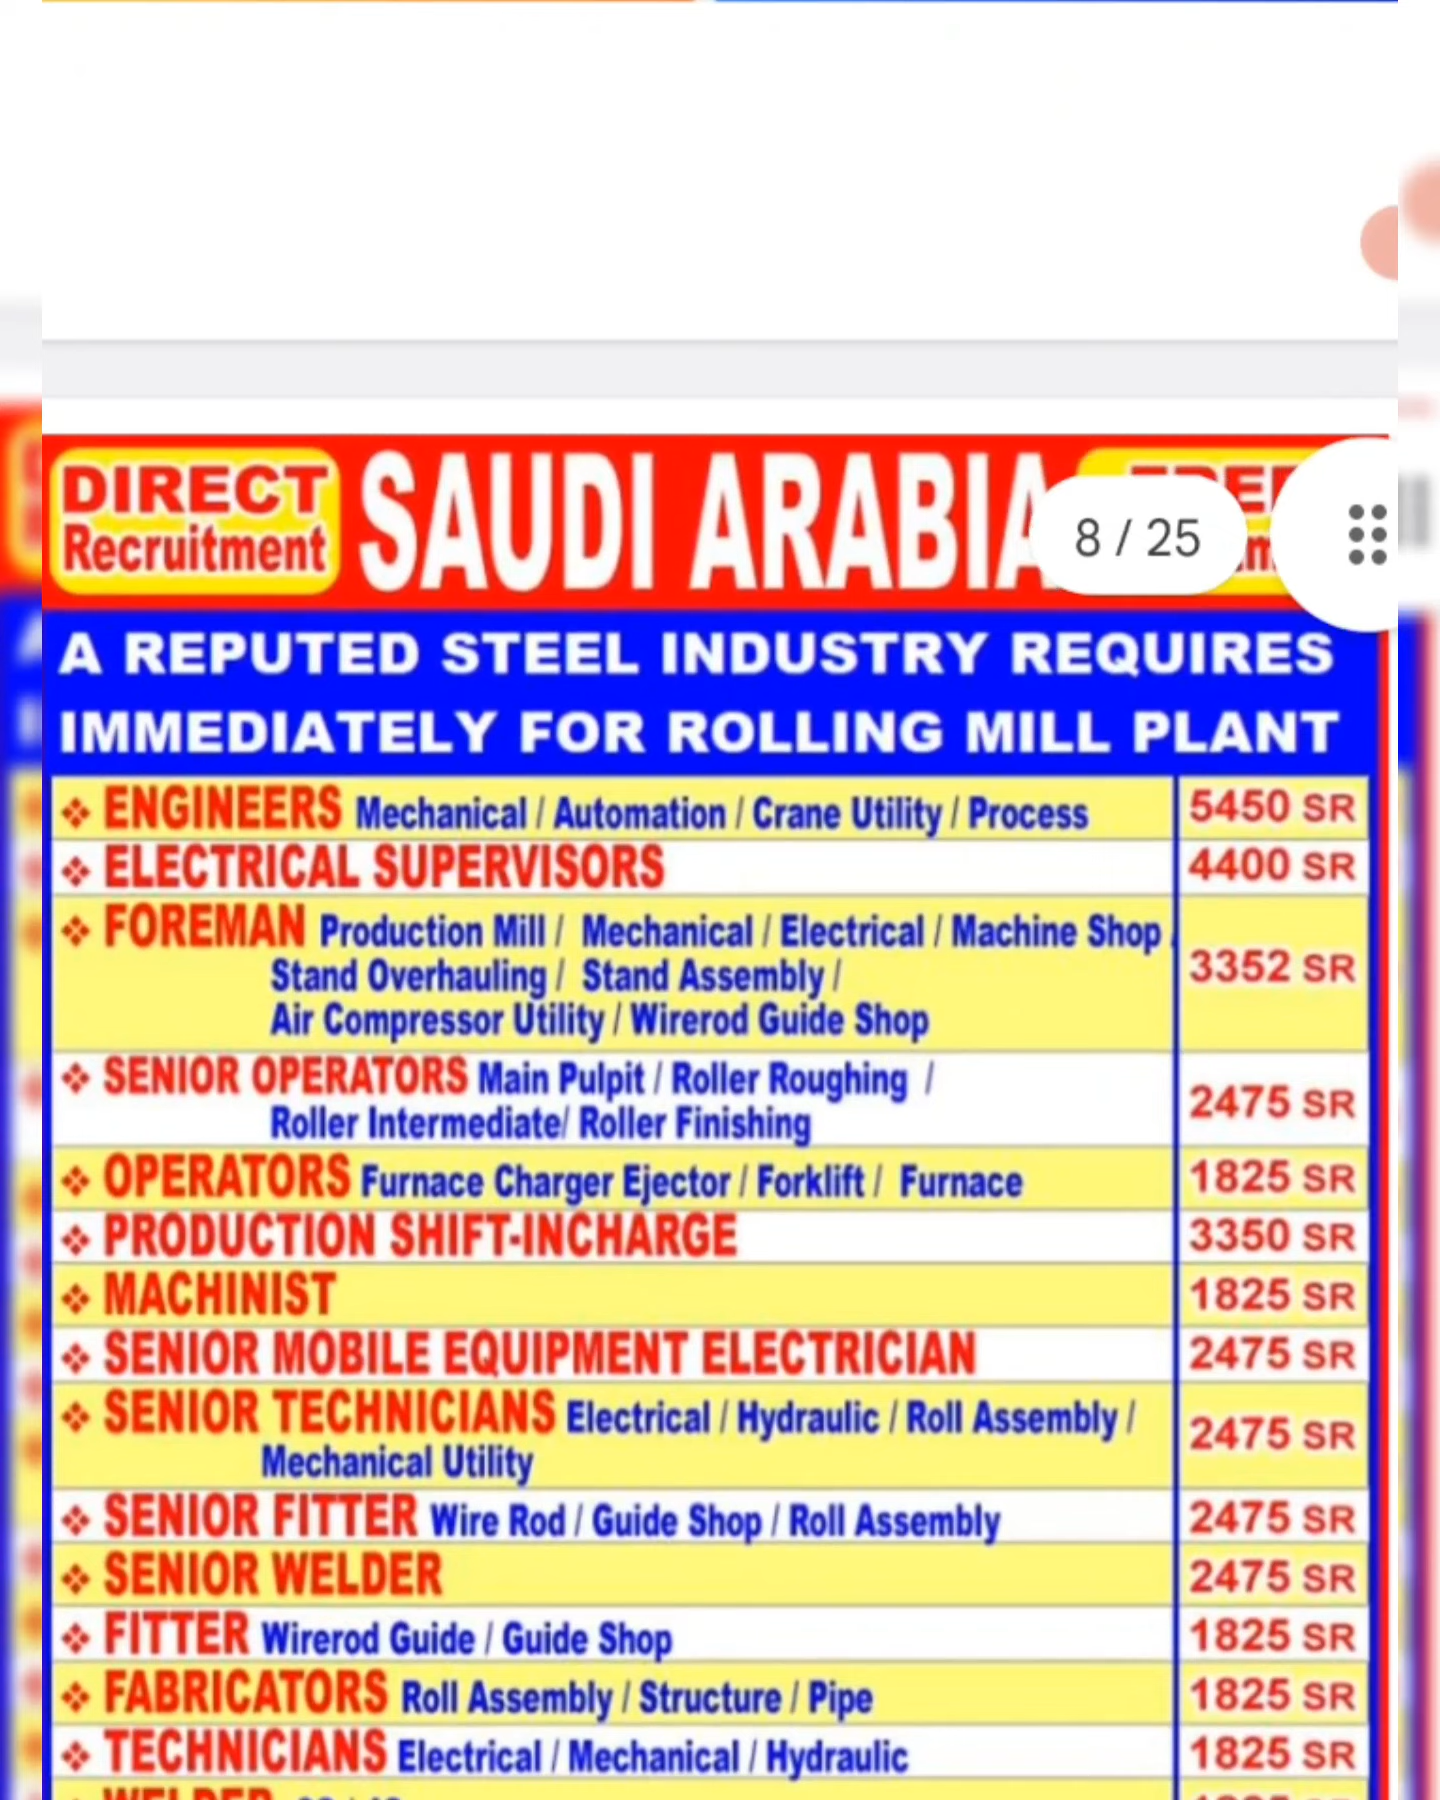 DIRECT
Recruitment
SAUDI ARABIA
8 / 25
A REPUTED STEEL INDUSTRY REQUIRES
IMMEDIATELY FOR ROLLING MILL PLANT
❖ ENGINEERS Mechanical / Automation / Crane Utility / Process 5450 SR
❖ ELECTRICAL SUPERVISORS 4400 SR
❖ FOREMAN Production Mill / Mechanical / Electrical / Machine Shop
Stand Overhauling / Stand Assembly / 3352 SR
Air Compressor Utility / Wirerod Guide Shop
❖ SENIOR OPERATORS Main Pulpit / Roller Roughing / 2475 SR
Roller Intermediate/ Roller Finishing
❖ OPERATORS Furnace Charger Ejector / Forklift / Furnace 1825 SR
❖ PRODUCTION SHIFT-INCHARGE 3350 SR
❖ MACHINIST 1825 SR
❖ SENIOR MOBILE EQUIPMENT ELECTRICIAN 2475 SR
❖ SENIOR TECHNICIANS Electrical / Hydraulic / Roll Assembly / 2475 SR
Mechanical Utility
❖ SENIOR FITTER Wire Rod / Guide Shop / Roll Assembly 2475 SR
❖ SENIOR WELDER 2475 SR
❖ FITTER Wirerod Guide / Guide Shop 1825 SR
❖ FABRICATORS Roll Assembly / Structure / Pipe 1825 SR
❖ TECHNICIANS Electrical / Mechanical / Hydraulic 1825 SR